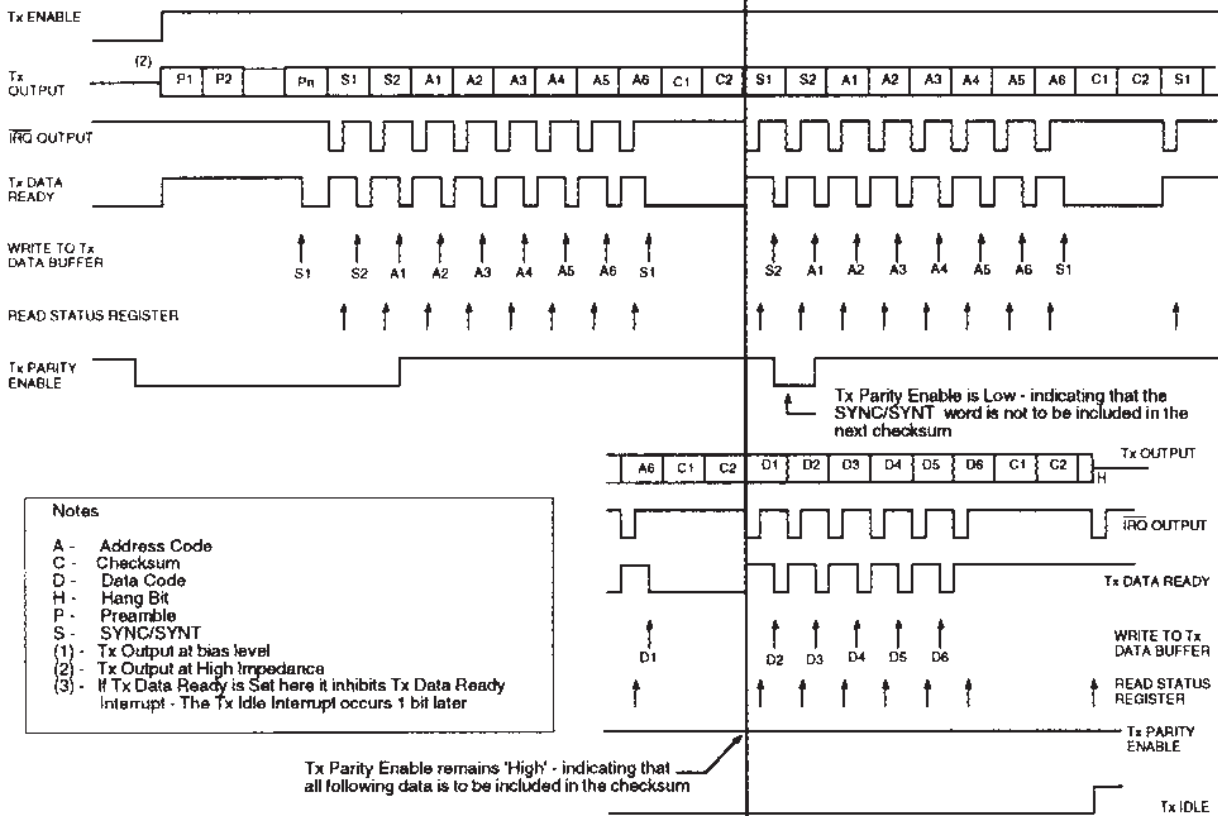 Tx ENABLE
(2)
Tx OUTPUT P1 P2 Pn S1 S2 A1 A2 A3 A4 A5 A6 C1 C2 S1 S2 A1 A2 A3 A4 A5 A6 C1 C2 S1
IRQ OUTPUT
Tx DATA
READY
WRITE TO Tx
DATA BUFFER
S1 S2 A1 A2 A3 A4 A5 A6 S1 S2 A1 A2 A3 A4 A5 A6 S1
READ STATUS REGISTER
Tx PARITY
ENABLE
Tx Parity Enable is Low - indicating that the
SYNC/SYNT word is not to be included in the
next checksum
A6 C1 C2 D1 D2 D3 D4 D5 D6 C1 C2 Tx OUTPUT
H
IRQ OUTPUT
Tx DATA READY
WRITE TO Tx
DATA BUFFER
D1 D2 D3 D4 D5 D6
READ STATUS
REGISTER
Tx PARITY
ENABLE
Tx Parity Enable remains 'High' - indicating that
all following data is to be included in the checksum
Tx IDLE
Notes
A - Address Code
C - Checksum
D - Data Code
H - Hang Bit
P - Preamble
S - SYNC/SYNT
(1) - Tx Output at bias level
(2) - Tx Output at High Impedance
(3) - If Tx Data Ready is Set here it inhibits Tx Data Ready
Interrupt - The Tx Idle Interrupt occurs 1 bit later